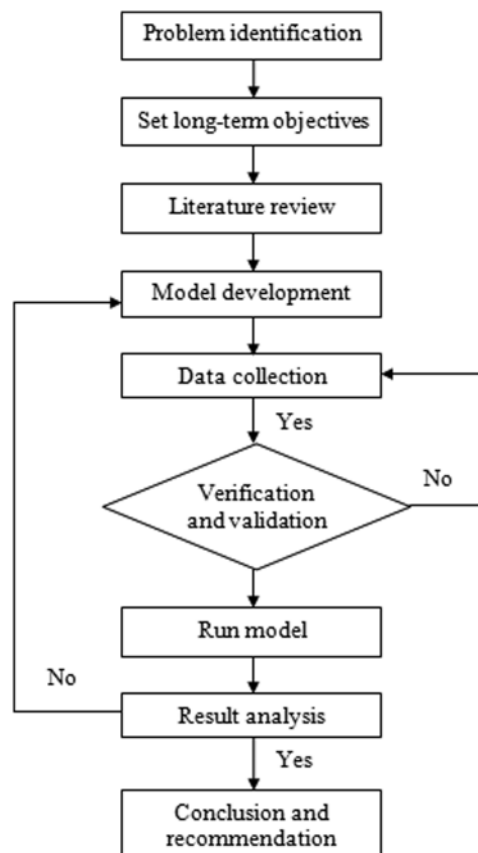 Problem identification
Set long-term objectives
Literature review
Model development
Data collection
Yes
Verification
and validation
No
Run model
No
Result analysis
Yes
Conclusion and
recommendation